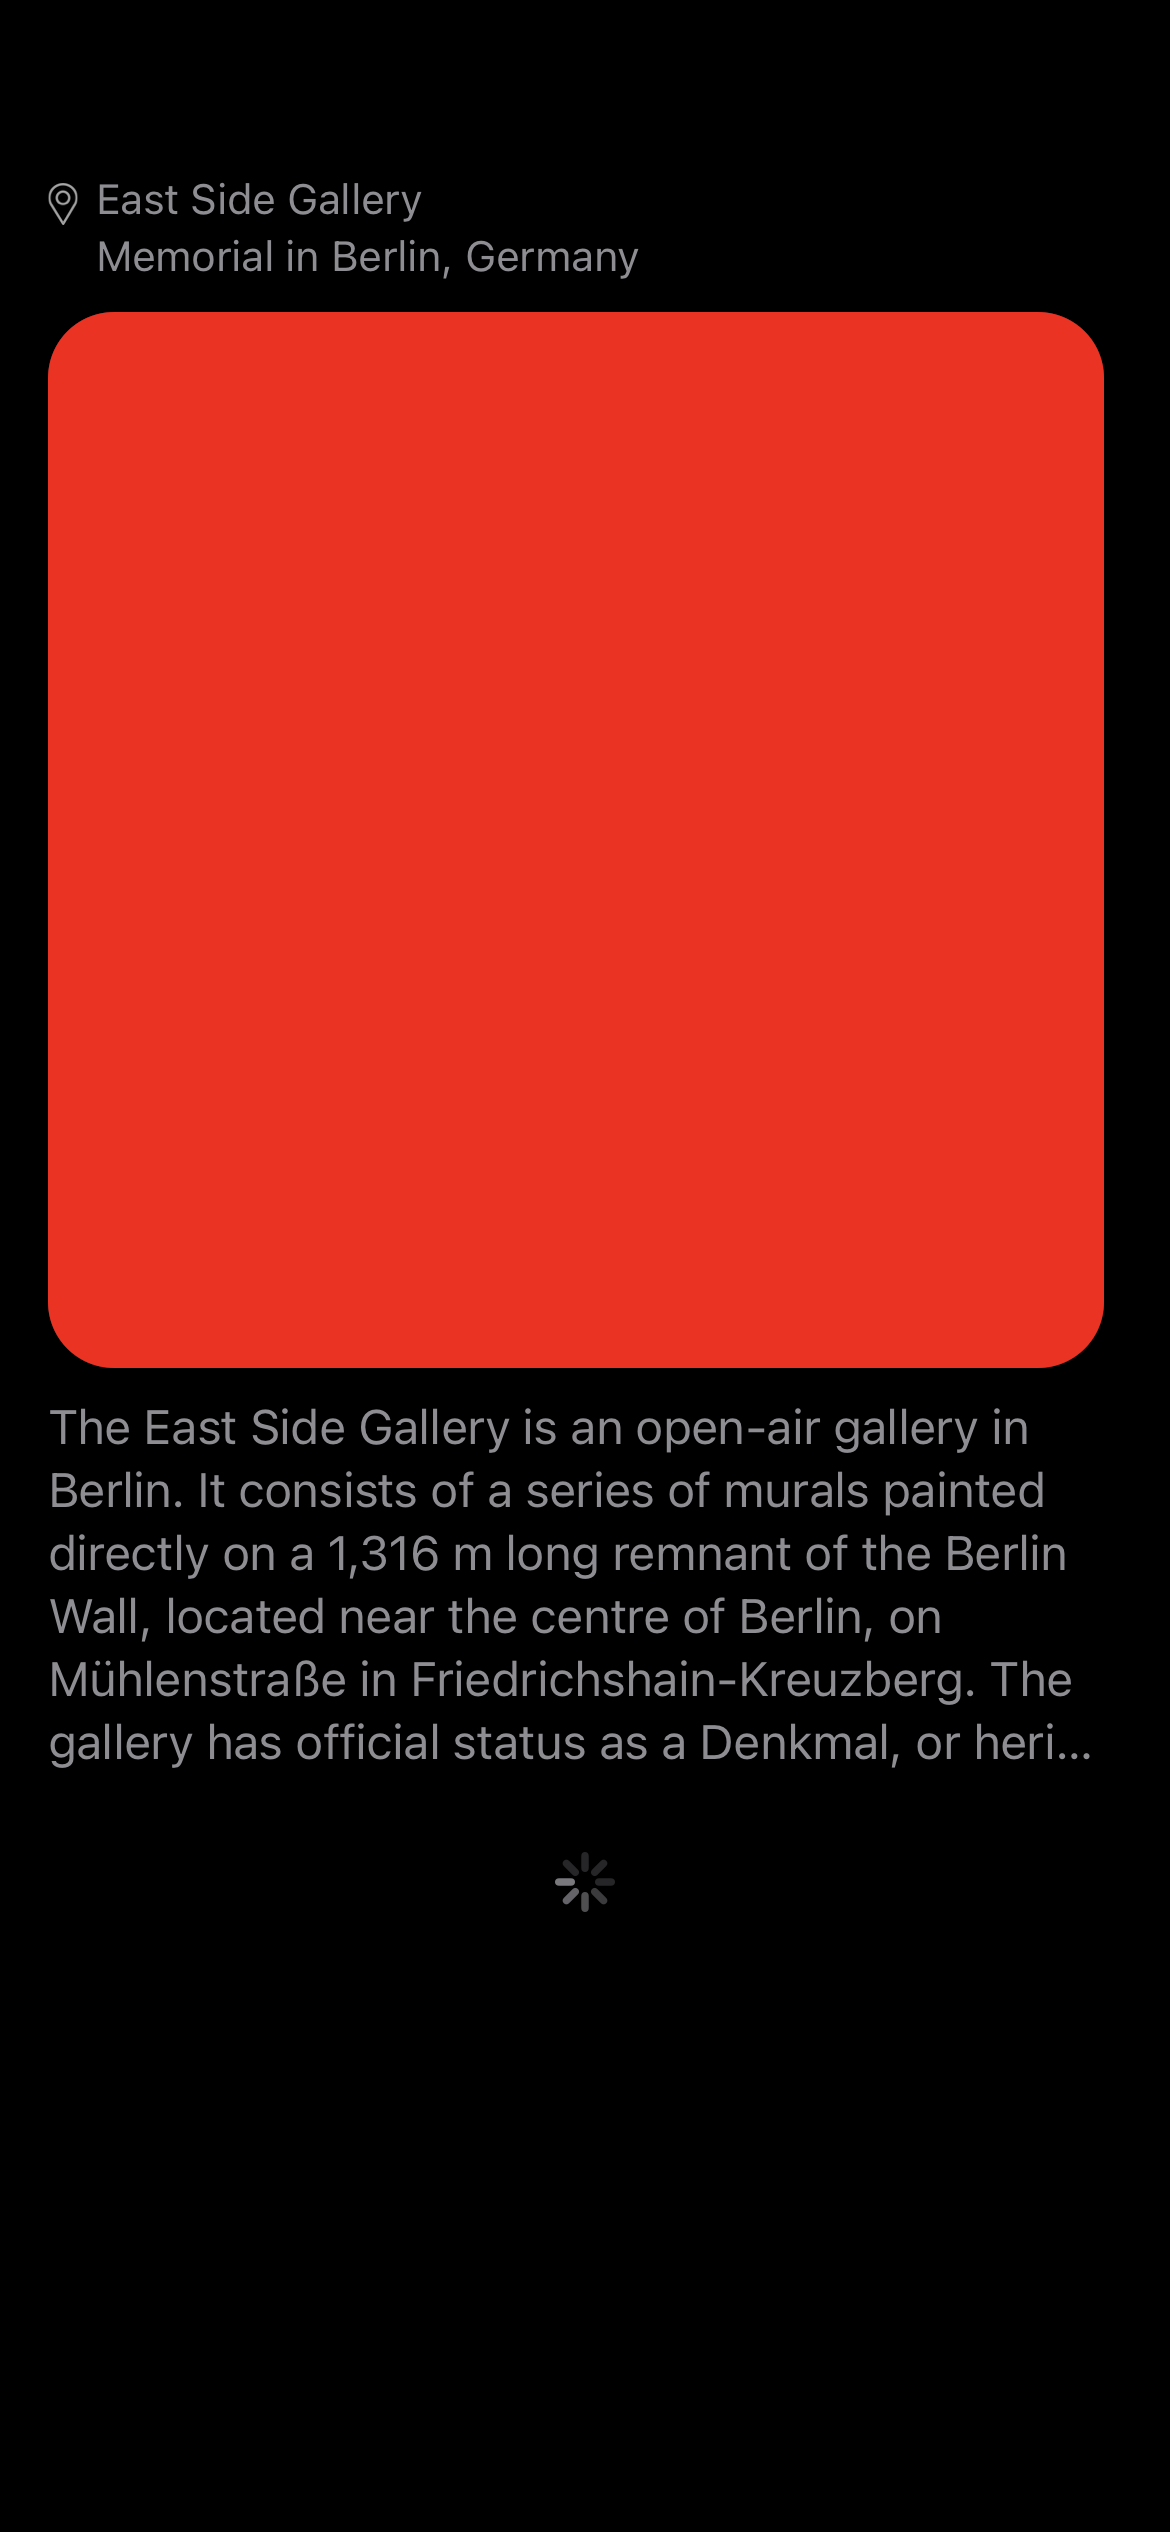 East Side Gallery
Memorial in Berlin, Germany
The East Side Gallery is an open-air gallery in
Berlin. It consists of a series of murals painted
directly on a 1,316 m long remnant of the Berlin
Wall, located near the centre of Berlin, on
Mühlenstraße in Friedrichshain-Kreuzberg. The
gallery has official status as a Denkmal, or heri...